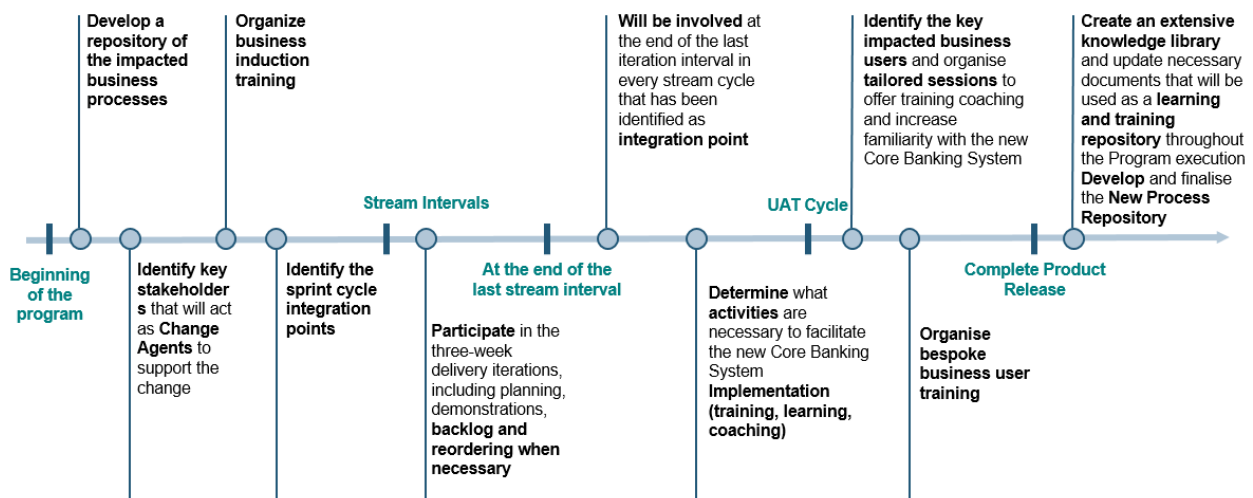 Develop a
repository of
the impacted
business
processes
Organize
business
induction
training
Will be involved at
the end of the last
iteration interval in
every stream cycle
that has been
identified as
integration point
Identify the key
impacted business
users and organise
tailored sessions to
offer training coaching
and increase
familiarity with the new
Core Banking System
Create an extensive
knowledge library
and update necessary
documents that will be
used as a learning
and training
repository throughout
the Program execution
Develop and finalise
the New Process
Repository
Stream Intervals
UAT Cycle
Beginning
of the
program
Identify key
stakeholder
s that will act
as Change
Agents to
support the
change
Identify the
sprint cycle
integration
points
Participate in the
three-week
delivery iterations,
including planning,
demonstrations,
backlog and
reordering when
necessary
At the end of the
last stream interval
Determine what
activities are
necessary to facilitate
the new Core Banking
System
Implementation
(training, learning,
coaching)
Organise
bespoke
business user
training
Complete Product
Release